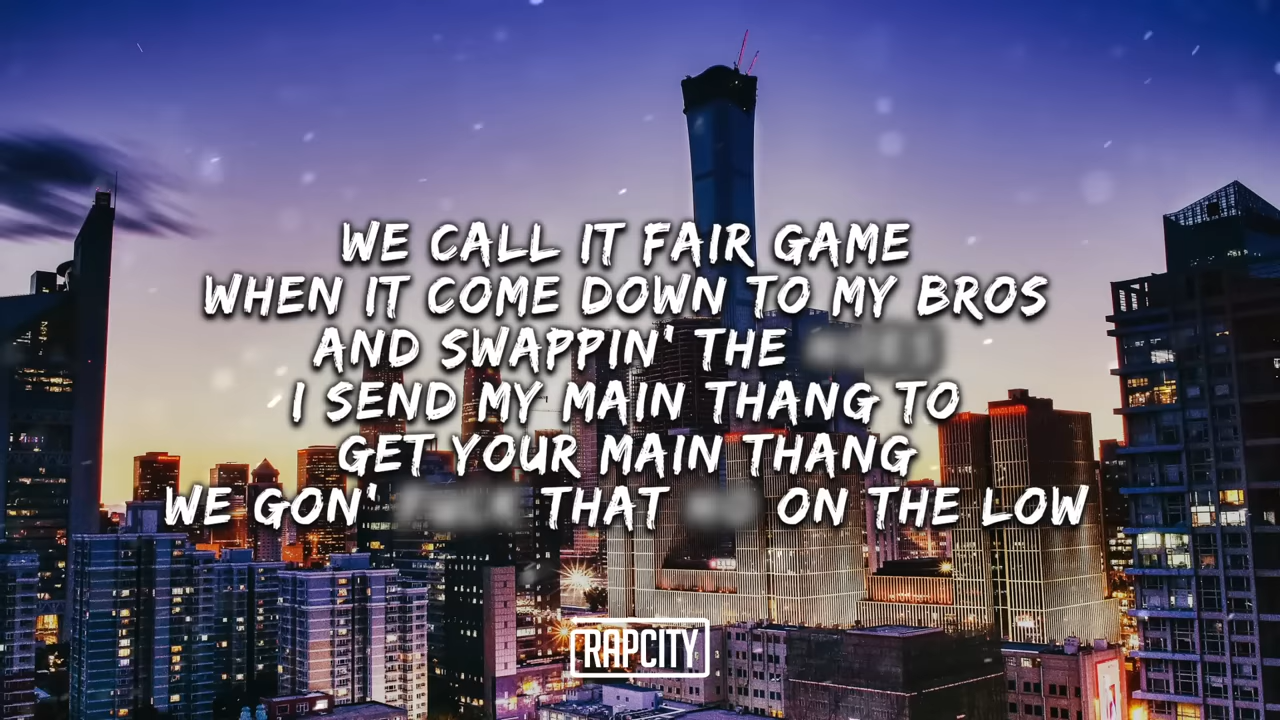 WE CALL IT FAIR GAME
WHEN IT COME DOWN TO MY BROS
AND SWAPPIN' THE
I SEND MY MAIN THANG TO
GET YOUR MAIN THANG
WE GON' THAT ON THE LOW
RAPCITY